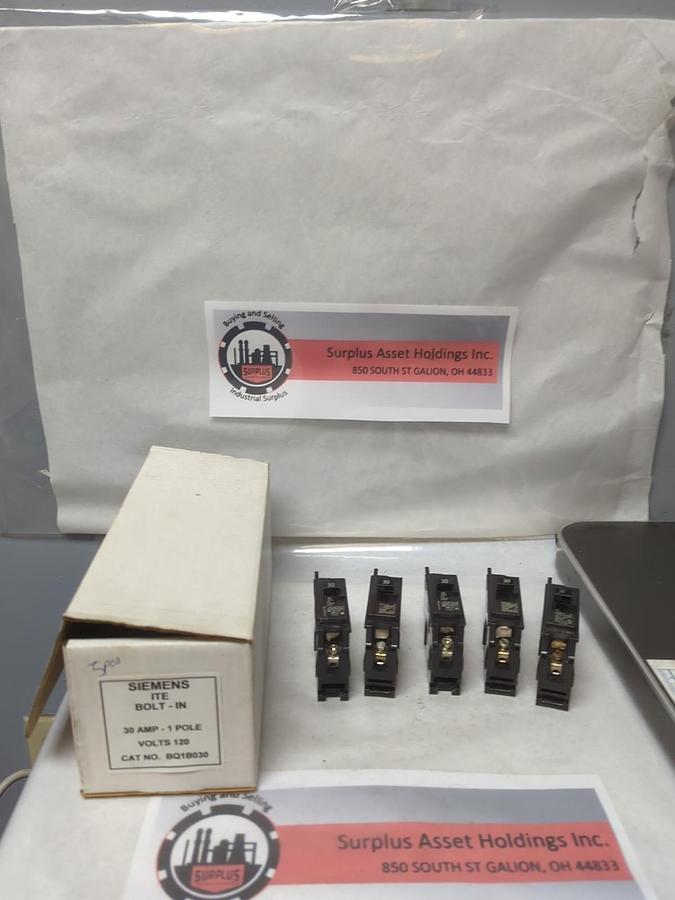 Buying and Selling
SURPLUS
Industrial Surplus
Surplus Asset Holdings Inc.
850 SOUTH ST GALION, OH 44833
5pcs
SIEMENS
ITE
BOLT - IN
30 AMP - 1 POLE
VOLTS 120
CAT NO. BQ1B030
30
30
30
30
Buying and Selling
SURPLUS
Surplus Asset Holdings Inc.
850 SOUTH ST GALION, OH 44833